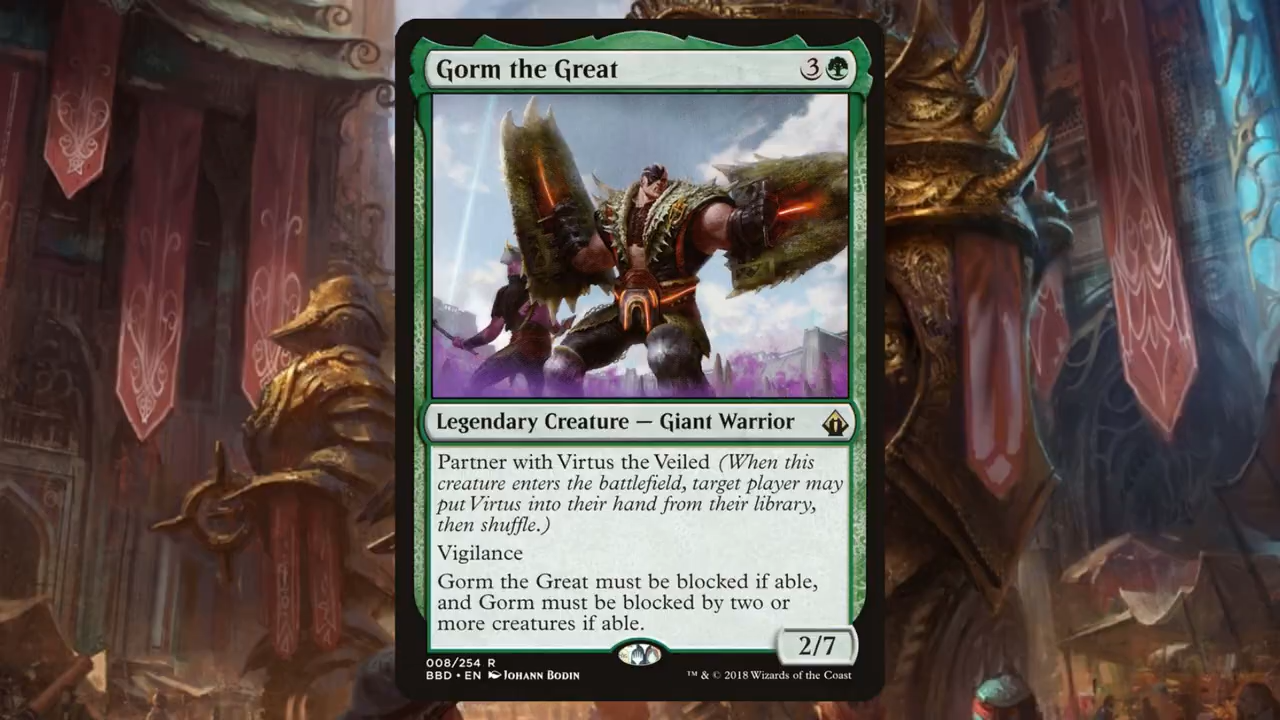 Gorm the Great 3
Legendary Creature — Giant Warrior
Partner with Virtus the Veiled (When this
creature enters the battlefield, target player may
put Virtus into their hand from their library,
then shuffle.)
Vigilance
Gorm the Great must be blocked if able,
and Gorm must be blocked by two or
more creatures if able.
2/7
008/254 R
BBD • EN Johann Bodin
™ & © 2018 Wizards of the Coast